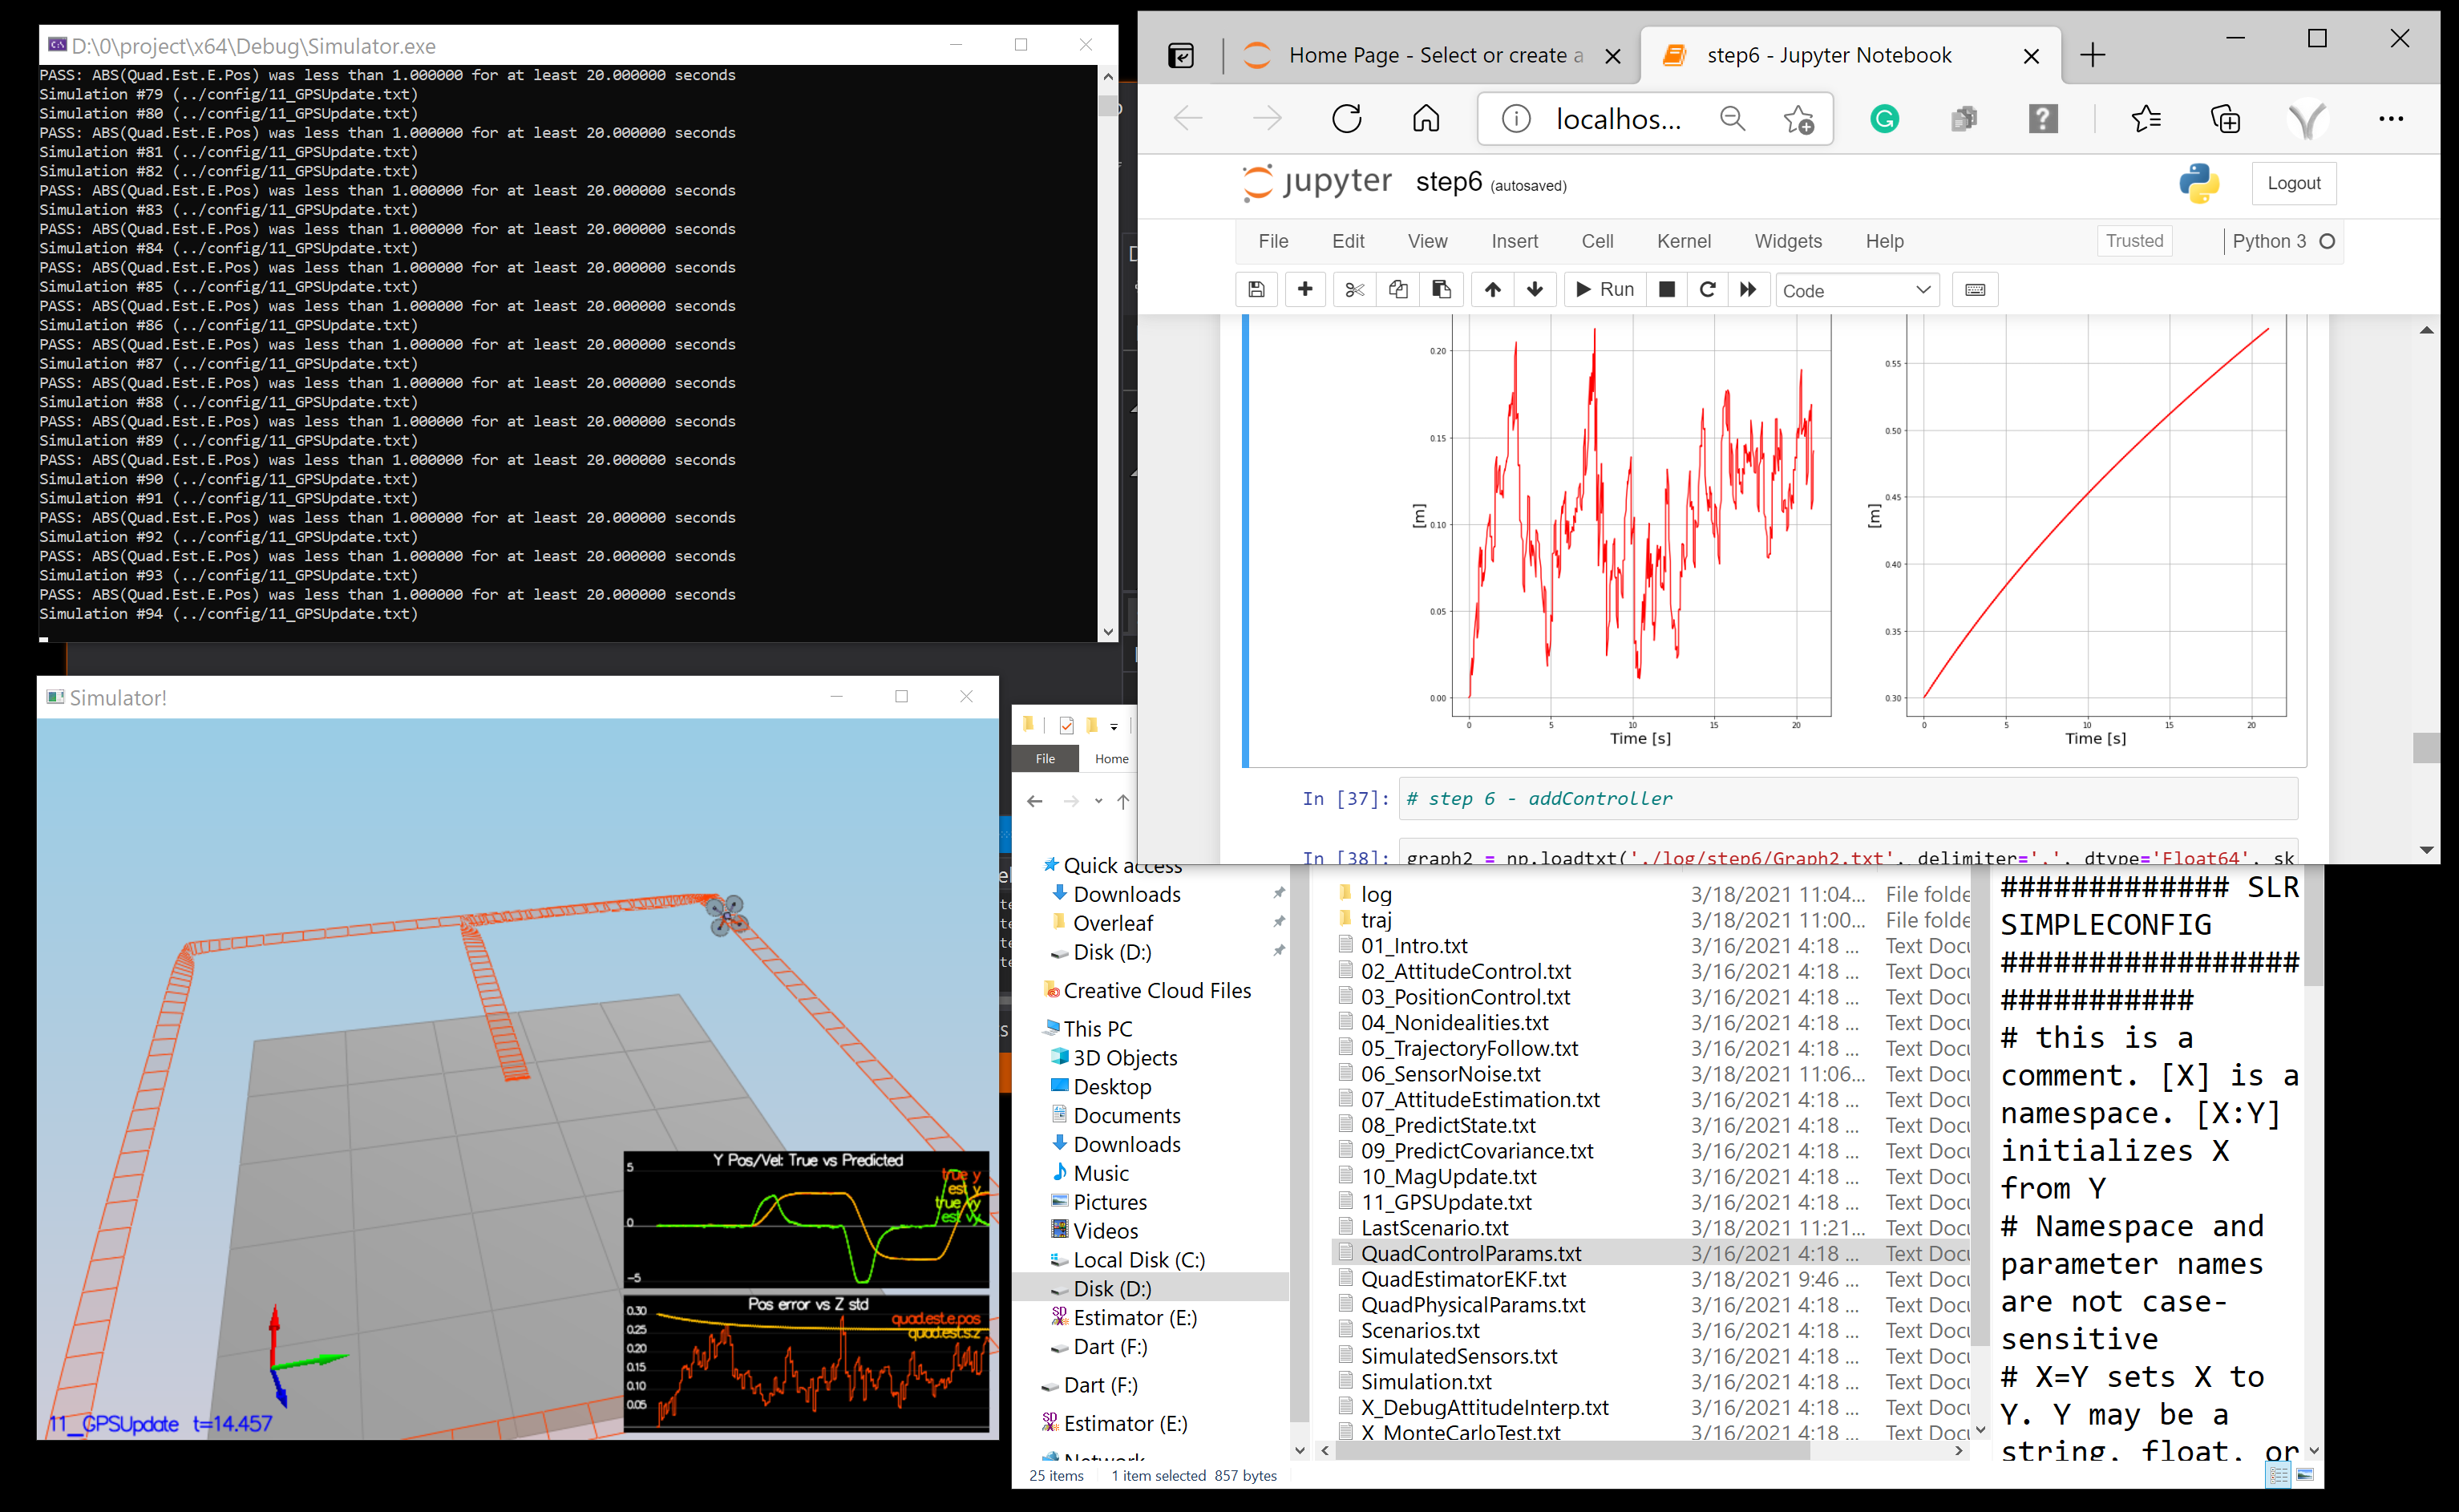 D:\0\project\x64\Debug\Simulator.exe
PASS: ABS(Quad.Est.E.Pos) was less than 1.000000 for at least 20.000000 seconds
Simulation #79 (../config/11_GPSUpdate.txt)
Simulation #80 (../config/11_GPSUpdate.txt)
PASS: ABS(Quad.Est.E.Pos) was less than 1.000000 for at least 20.000000 seconds
Simulation #81 (../config/11_GPSUpdate.txt)
Simulation #82 (../config/11_GPSUpdate.txt)
PASS: ABS(Quad.Est.E.Pos) was less than 1.000000 for at least 20.000000 seconds
Simulation #83 (../config/11_GPSUpdate.txt)
PASS: ABS(Quad.Est.E.Pos) was less than 1.000000 for at least 20.000000 seconds
Simulation #84 (../config/11_GPSUpdate.txt)
PASS: ABS(Quad.Est.E.Pos) was less than 1.000000 for at least 20.000000 seconds
Simulation #85 (../config/11_GPSUpdate.txt)
PASS: ABS(Quad.Est.E.Pos) was less than 1.000000 for at least 20.000000 seconds
Simulation #86 (../config/11_GPSUpdate.txt)
PASS: ABS(Quad.Est.E.Pos) was less than 1.000000 for at least 20.000000 seconds
Simulation #87 (../config/11_GPSUpdate.txt)
PASS: ABS(Quad.Est.E.Pos) was less than 1.000000 for at least 20.000000 seconds
Simulation #88 (../config/11_GPSUpdate.txt)
PASS: ABS(Quad.Est.E.Pos) was less than 1.000000 for at least 20.000000 seconds
Simulation #89 (../config/11_GPSUpdate.txt)
PASS: ABS(Quad.Est.E.Pos) was less than 1.000000 for at least 20.000000 seconds
Simulation #90 (../config/11_GPSUpdate.txt)
Simulation #91 (../config/11_GPSUpdate.txt)
PASS: ABS(Quad.Est.E.Pos) was less than 1.000000 for at least 20.000000 seconds
Simulation #92 (../config/11_GPSUpdate.txt)
PASS: ABS(Quad.Est.E.Pos) was less than 1.000000 for at least 20.000000 seconds
Simulation #93 (../config/11_GPSUpdate.txt)
PASS: ABS(Quad.Est.E.Pos) was less than 1.000000 for at least 20.000000 seconds
Simulation #94 (../config/11_GPSUpdate.txt)
Home Page - Select or create a
step6 - Jupyter Notebook
localhos...
jupyter step6 (autosaved)
Logout
File Edit View Insert Cell Kernel Widgets Help
Trusted Python 3
Run Code
0.20
0.15
[m] 0.10
0.05
0.00
0 5 10 15 20
Time [s]
0.55
0.50
[m] 0.45
0.40
0.35
0.30
0 5 10 15 20
Time [s]
In [37]: # step 6 - addController
In [38]: graph2 = np.loadtxt('./log/step6/Graph2.txt', delimiter=',', dtype='Float64', sk
Simulator!
Y Pos/Vel: True vs Predicted
5
0
-5
true y
est y
true vy
est vy
Pos error vs Z std
0.30
0.25
0.20
0.15
0.10
0.05
quad.est.e.pos
quad.est.s.z
11_GPSUpdate t=14.457
File Home
Quick access
Downloads
Overleaf
Disk (D:)
Creative Cloud Files
This PC
3D Objects
Desktop
Documents
Downloads
Music
Pictures
Videos
Local Disk (C:)
Disk (D:)
Estimator (E:)
Dart (F:)
Dart (F:)
Estimator (E:)
Network
log 3/18/2021 11:04... File folde
traj 3/18/2021 11:00... File folde
01_Intro.txt 3/16/2021 4:18 ... Text Docu
02_AttitudeControl.txt 3/16/2021 4:18 ... Text Docu
03_PositionControl.txt 3/16/2021 4:18 ... Text Docu
04_Nonidealities.txt 3/16/2021 4:18 ... Text Docu
05_TrajectoryFollow.txt 3/16/2021 4:18 ... Text Docu
06_SensorNoise.txt 3/18/2021 11:06... Text Docu
07_AttitudeEstimation.txt 3/16/2021 4:18 ... Text Docu
08_PredictState.txt 3/16/2021 4:18 ... Text Docu
09_PredictCovariance.txt 3/16/2021 4:18 ... Text Docu
10_MagUpdate.txt 3/16/2021 4:18 ... Text Docu
11_GPSUpdate.txt 3/16/2021 4:18 ... Text Docu
LastScenario.txt 3/18/2021 11:21... Text Docu
QuadControlParams.txt 3/16/2021 4:18 ... Text Docu
QuadEstimatorEKF.txt 3/18/2021 9:46 ... Text Docu
QuadPhysicalParams.txt 3/16/2021 4:18 ... Text Docu
Scenarios.txt 3/16/2021 4:18 ... Text Docu
SimulatedSensors.txt 3/16/2021 4:18 ... Text Docu
Simulation.txt 3/16/2021 4:18 ... Text Docu
X_DebugAttitudeInterp.txt 3/16/2021 4:18 ... Text Docu
X_MonteCarloTest.txt 3/16/2021 4:18 ... Text Docu
############# SLR
SIMPLECONFIG
#################
###########
# this is a
comment. [X] is a
namespace. [X:Y]
initializes X
from Y
# Namespace and
parameter names
are not case-
sensitive
# X=Y sets X to
Y. Y may be a
string, float, or
25 items 1 item selected 857 bytes